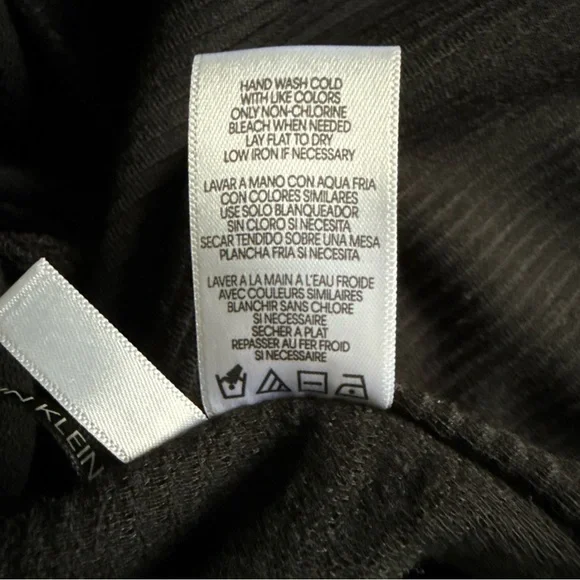 HAND WASH COLD
WITH LIKE COLORS
ONLY NON-CHLORINE
BLEACH WHEN NEEDED
LAY FLAT TO DRY
LOW IRON IF NECESSARY
LAVAR A MANO CON AQUA FRIA
CON COLORES SIMILARES
USE SOLO BLANQUEADOR
SIN CLORO SI NECESITA
SECAR TENDIDO SOBRE UNA MESA
PLANCHA FRIA SI NECESITA
LAVER A LA MAIN A L'EAU FROIDE
AVEC COULEURS SIMILAIRES
BLANCHIR SANS CHLORE
SI NECESSAIRE
SECHER A PLAT
REPASSER AU FER FROID
SI NECESSAIRE
N KLEIN